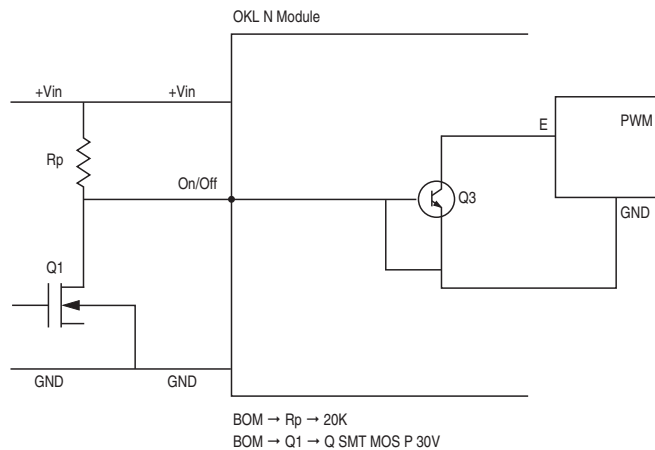 OKL N Module
+Vin
+Vin
E
PWM
Rp
On/Off
Q3
GND
Q1
GND
GND
BOM → Rp → 20K
BOM → Q1 → Q SMT MOS P 30V